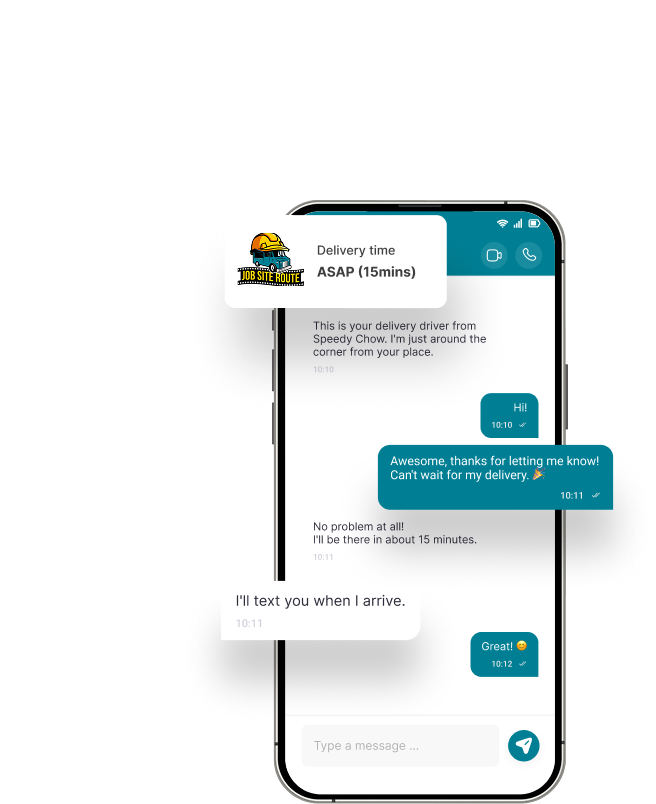 Delivery time
ASAP (15mins)
JOB SITE ROUTE
This is your delivery driver from
Speedy Chow. I'm just around the
corner from your place.
10:10
Hi!
10:10
Awesome, thanks for letting me know!
Can't wait for my delivery. 🎉
10:11
No problem at all!
I'll be there in about 15 minutes.
10:11
I'll text you when I arrive.
10:11
Great! 😊
10:12
Type a message ...